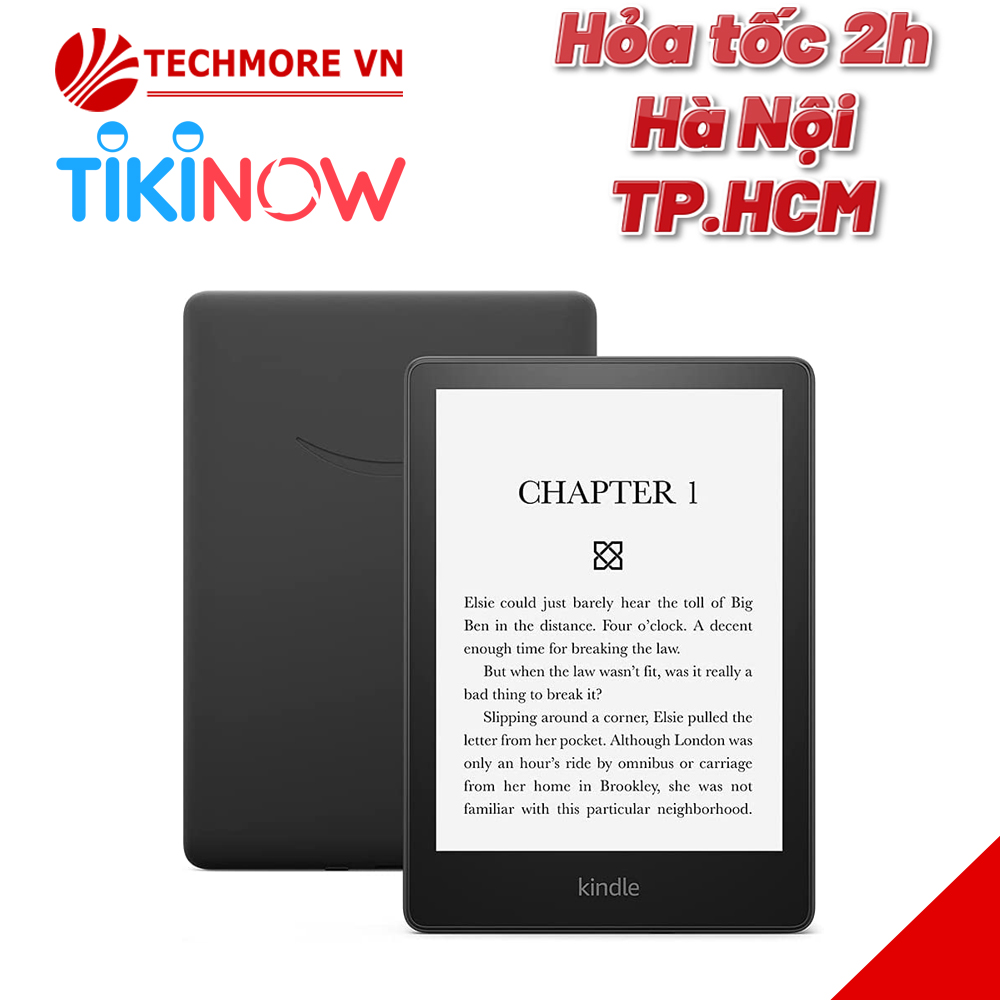 TECHMORE VN
TIKINOW
Hỏa tốc 2h
Hà Nội
TP.HCM
CHAPTER 1
Elsie could just barely hear the toll of Big
Ben in the distance. Four o'clock. A decent
enough time for breaking the law.
But when the law wasn't fit, was it really a
bad thing to break it?
Slipping around a corner, Elsie pulled the
letter from her pocket. Although London was
only an hour's ride by omnibus or carriage
from her home in Brookley, she was not
familiar with this particular neighborhood.
kindle